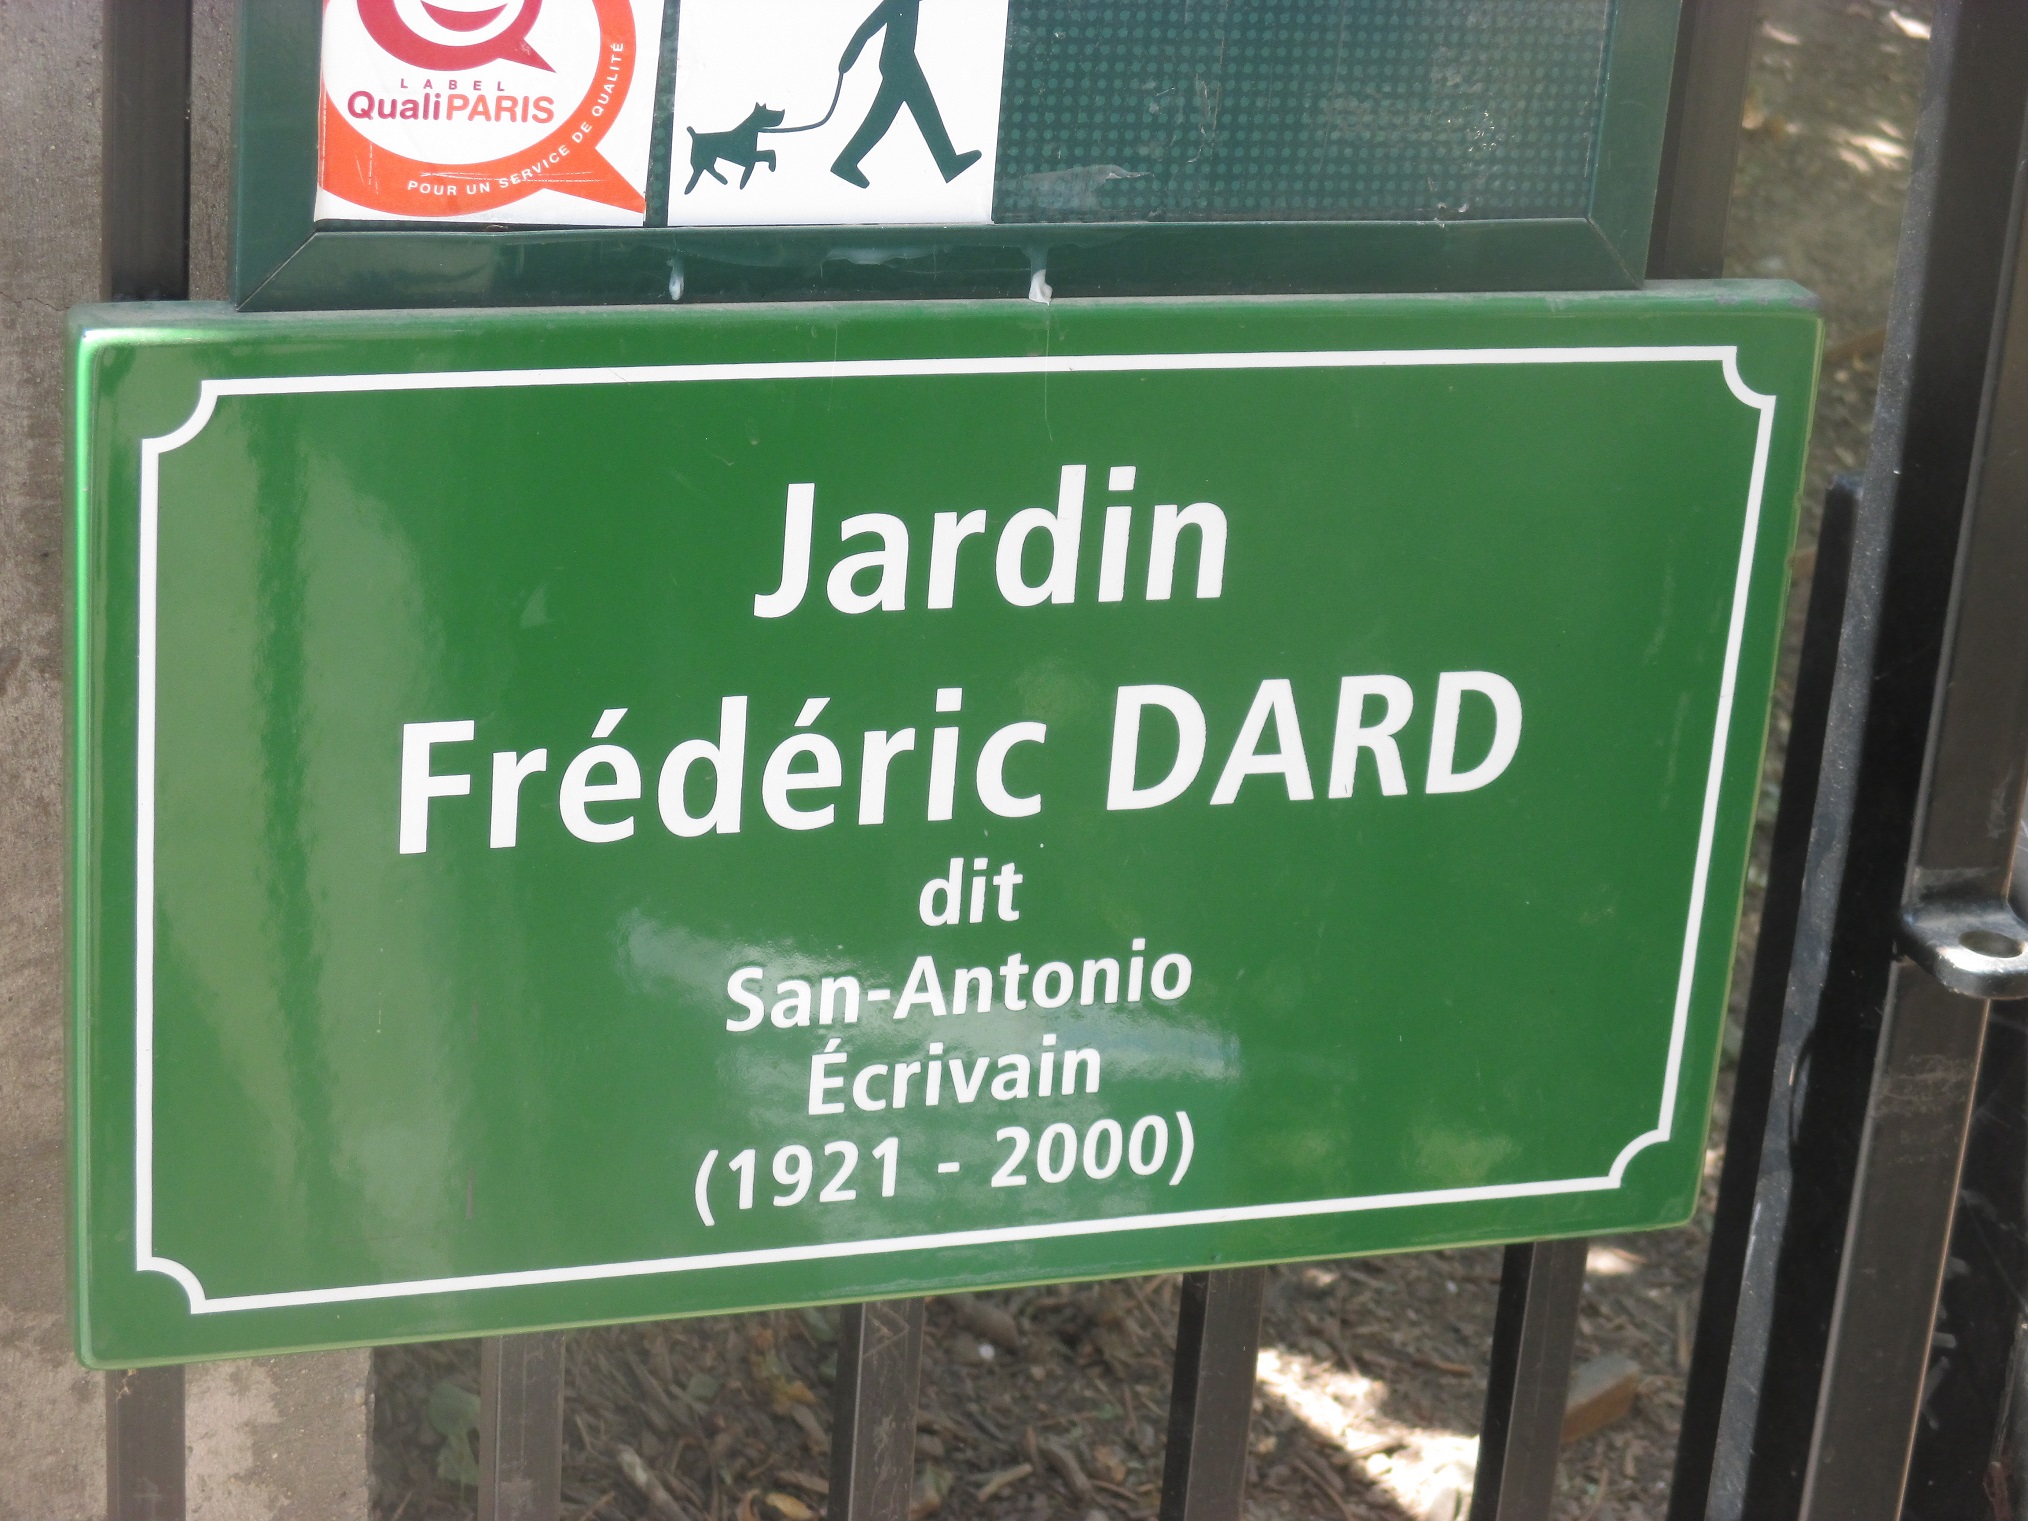 LABEL
QualiPARIS
POUR UN SERVICE DE QUALITÉ
Jardin
Frédéric DARD
dit
San-Antonio
Écrivain
(1921 - 2000)